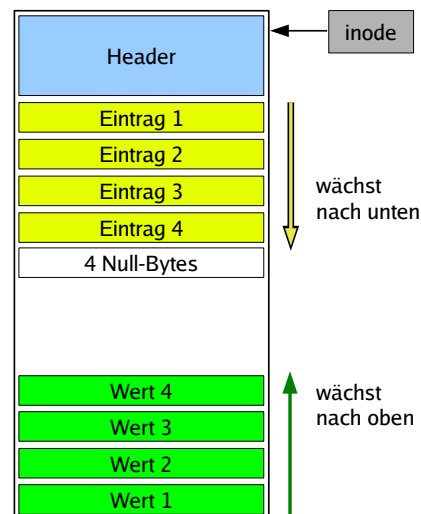 inode
Header
Eintrag 1
Eintrag 2
Eintrag 3
Eintrag 4
wächst
nach unten
4 Null-Bytes
Wert 4
Wert 3
Wert 2
Wert 1
wächst
nach oben